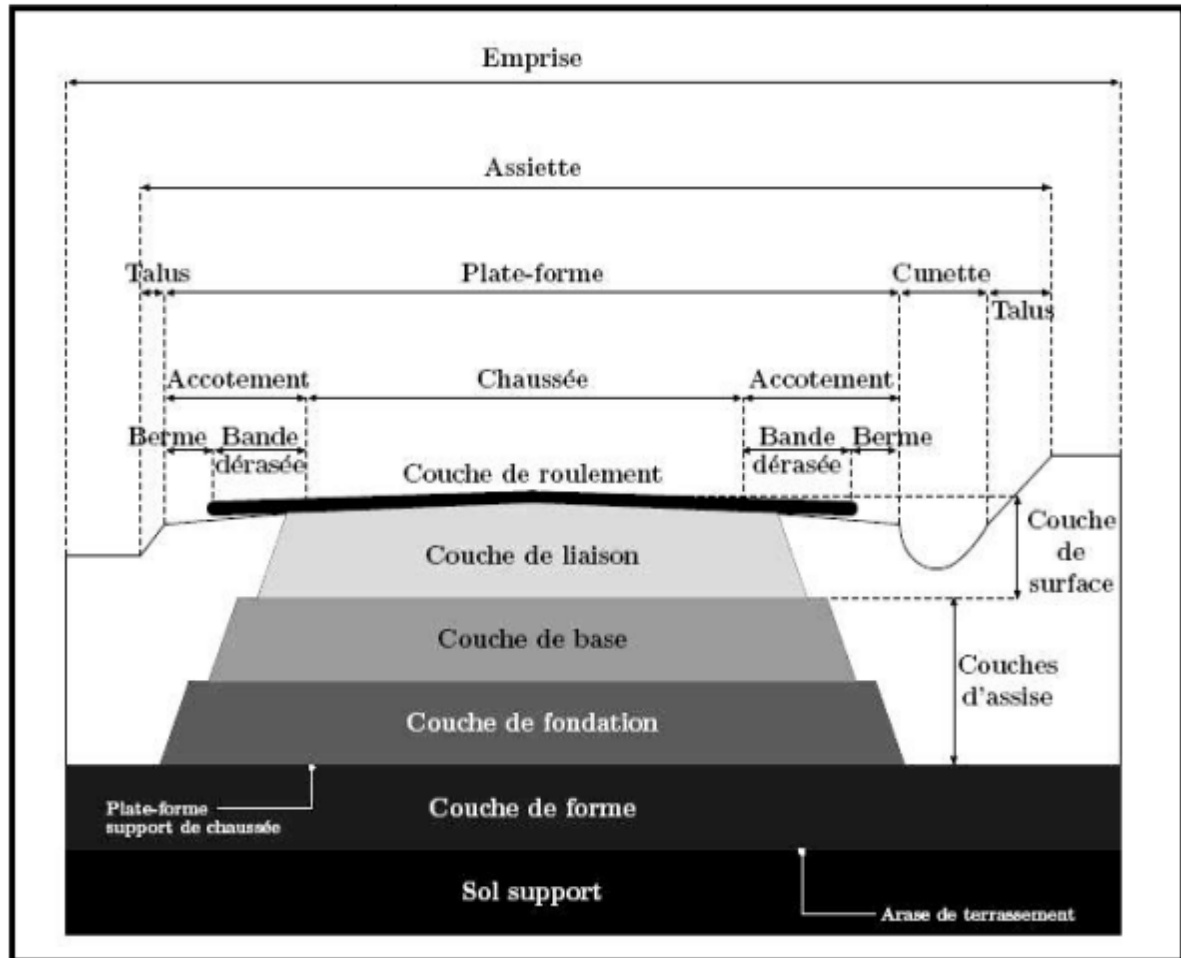 Emprise
Assiette
Talus
Plate-forme
Cunette
Talus
Accotement
Chaussée
Accotement
Berme
Bande
dérasée
Couche de roulement
Bande
dérasée
Berme
Couche
de
surface
Couche de liaison
Couche de base
Couches
d'assise
Couche de fondation
Plate-forme
support de chaussée
Couche de forme
Sol support
Arase de terrassement